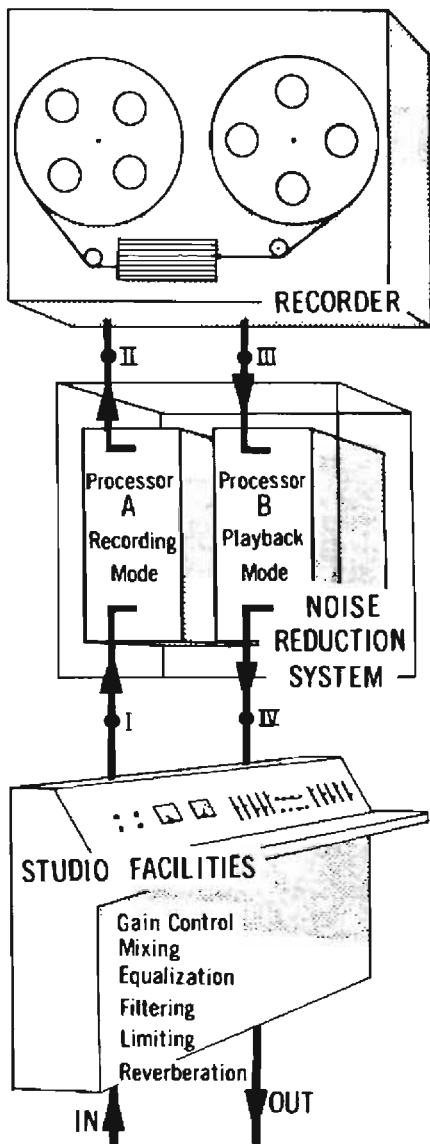 RECORDER
II
III
Processor
A
Recording
Mode
Processor
B
Playback
Mode
NOISE
REDUCTION
SYSTEM
I
IV
STUDIO FACILITIES
Gain Control
Mixing
Equalization
Filtering
Limiting
Reverberation
IN
OUT